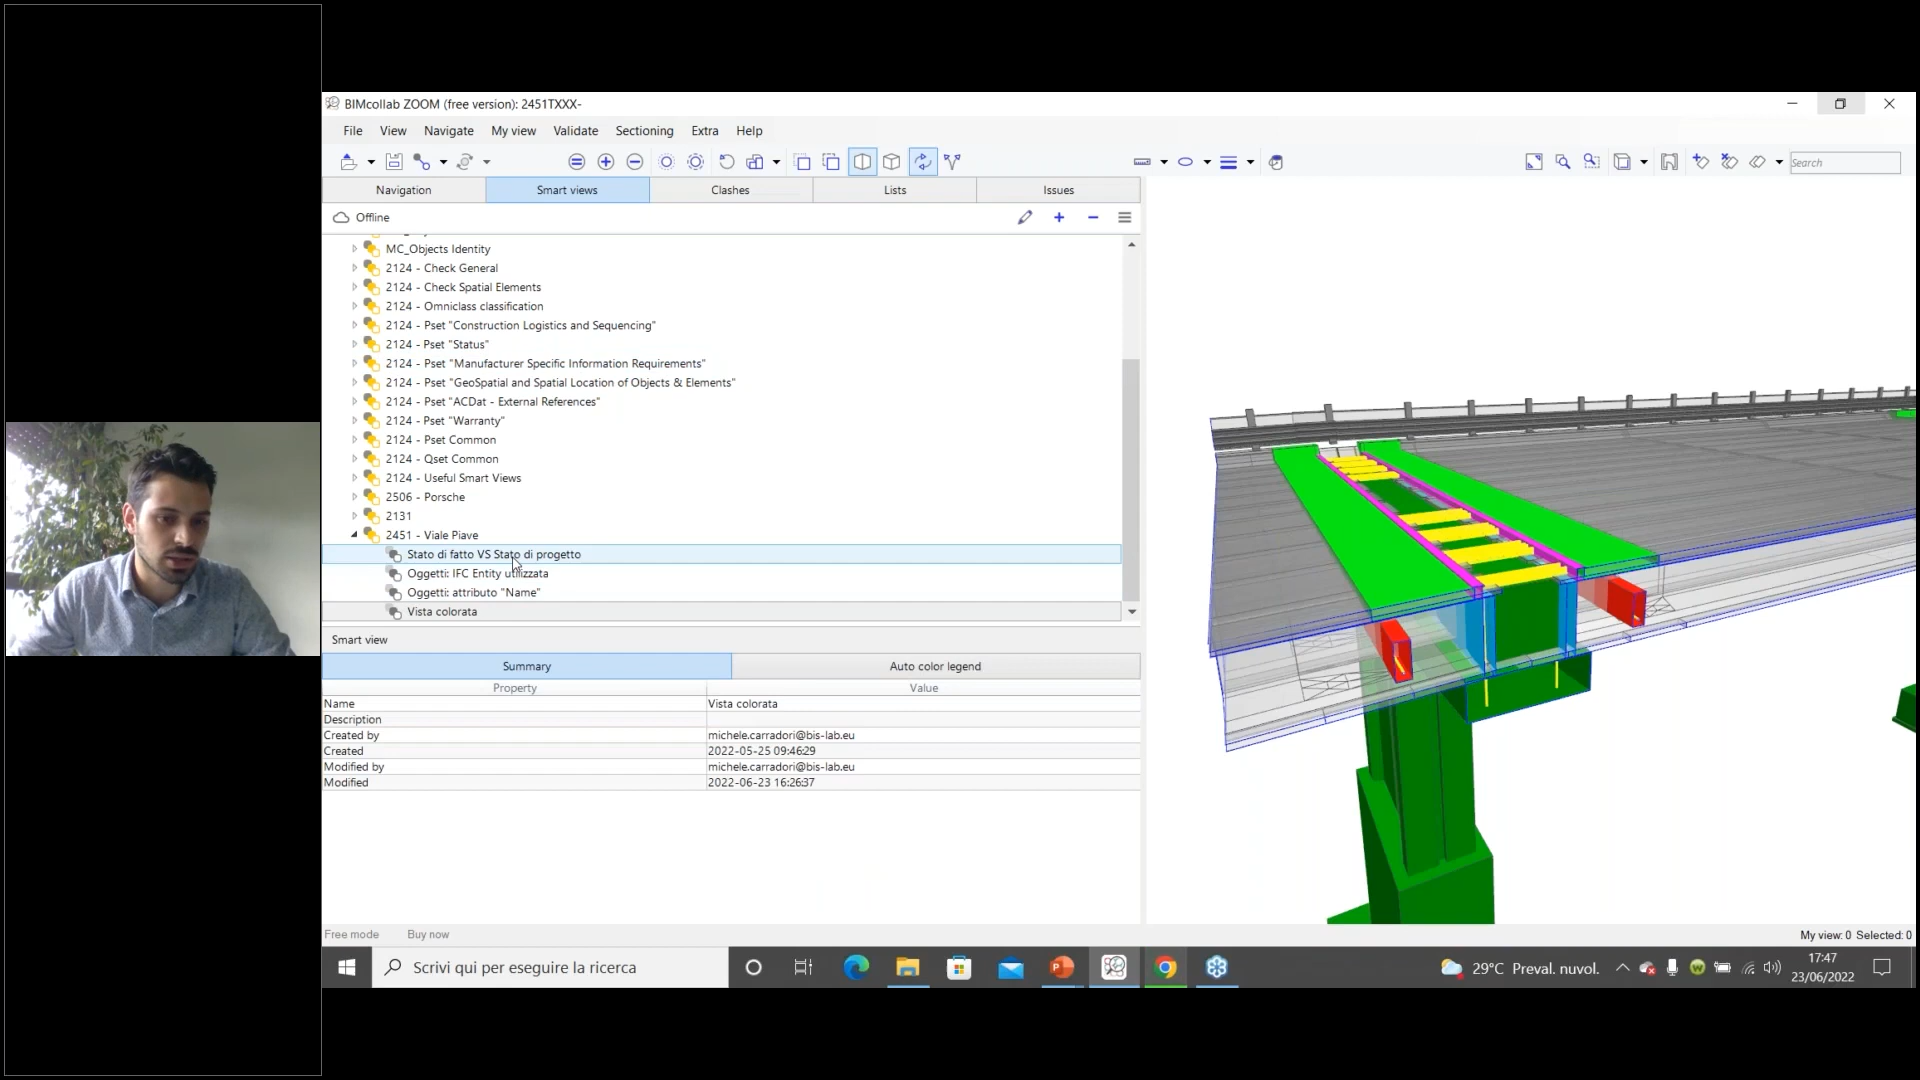 BIMcollab ZOOM (free version): 2451TXXX-
File View Navigate My view Validate Sectioning Extra Help
Search
Navigation Smart views Clashes Lists Issues
Offline
MC_Objects Identity
2124 - Check General
2124 - Check Spatial Elements
2124 - Omniclass classification
2124 - Pset "Construction Logistics and Sequencing"
2124 - Pset "Status"
2124 - Pset "Manufacturer Specific Information Requirements"
2124 - Pset "GeoSpatial and Spatial Location of Objects & Elements"
2124 - Pset "ACDat - External References"
2124 - Pset "Warranty"
2124 - Pset Common
2124 - Qset Common
2124 - Useful Smart Views
2506 - Porsche
2131
2451 - Viale Piave
Stato di fatto VS Stato di progetto
Oggetti: IFC Entity utilizzata
Oggetti: attributo "Name"
Vista colorata
Smart view
Summary Auto color legend
Property Value
Name Vista colorata
Description
Created by michele.carradori@bis-lab.eu
Created 2022-05-25 09:46:29
Modified by michele.carradori@bis-lab.eu
Modified 2022-06-23 16:26:37
Free mode Buy now My view: 0 Selected: 0
Scrivi qui per eseguire la ricerca 29°C Preval. nuvol. 17:47
23/06/2022